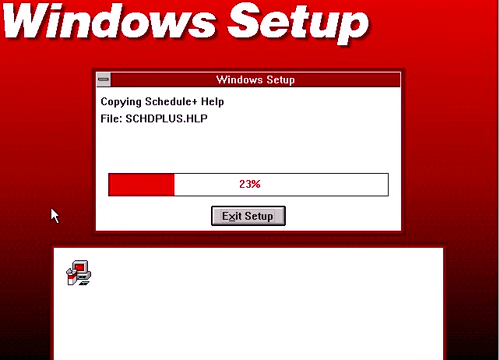 Windows Setup
Windows Setup
Copying Schedule+ Help
File: SCHDPLUS.HLP
23%
Exit Setup